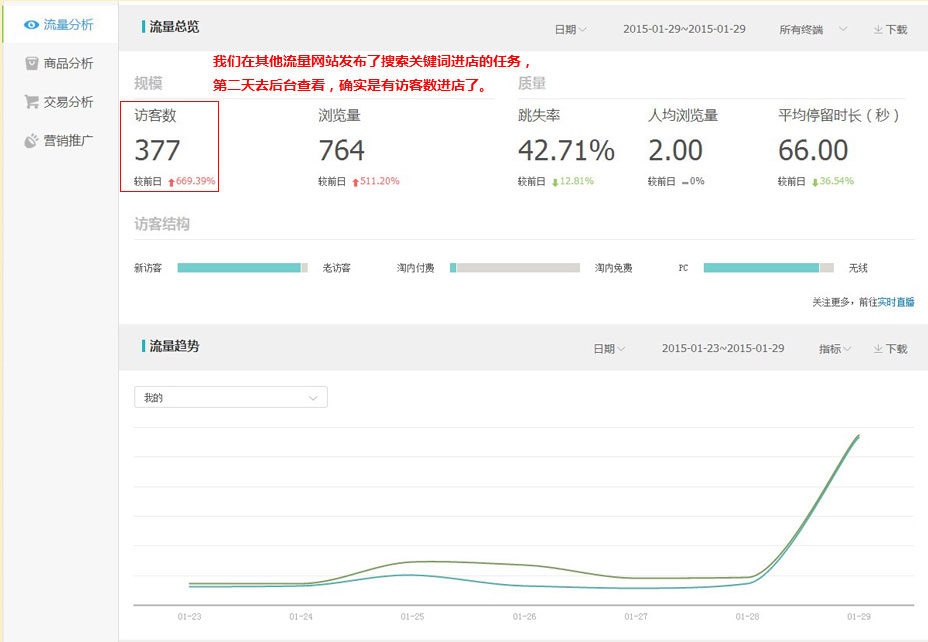 流量分析
商品分析
交易分析
营销推广
流量总览
日期
2015-01-29~2015-01-29
所有终端
下载
我们在其他流量网站发布了搜索关键词进店的任务，
第二天去后台查看，确实是有访客数进店了。
规模
质量
访客数
浏览量
跳失率
人均浏览量
平均停留时长（秒）
377
764
42.71%
2.00
66.00
较前日 669.39%
较前日 511.20%
较前日 12.81%
较前日 0%
较前日 36.54%
访客结构
新访客
老访客
淘内付费
淘内免费
PC
无线
关注更多，前往实时直播
流量趋势
日期
2015-01-23~2015-01-29
指标
下载
我的
01-23
01-24
01-25
01-26
01-27
01-28
01-29